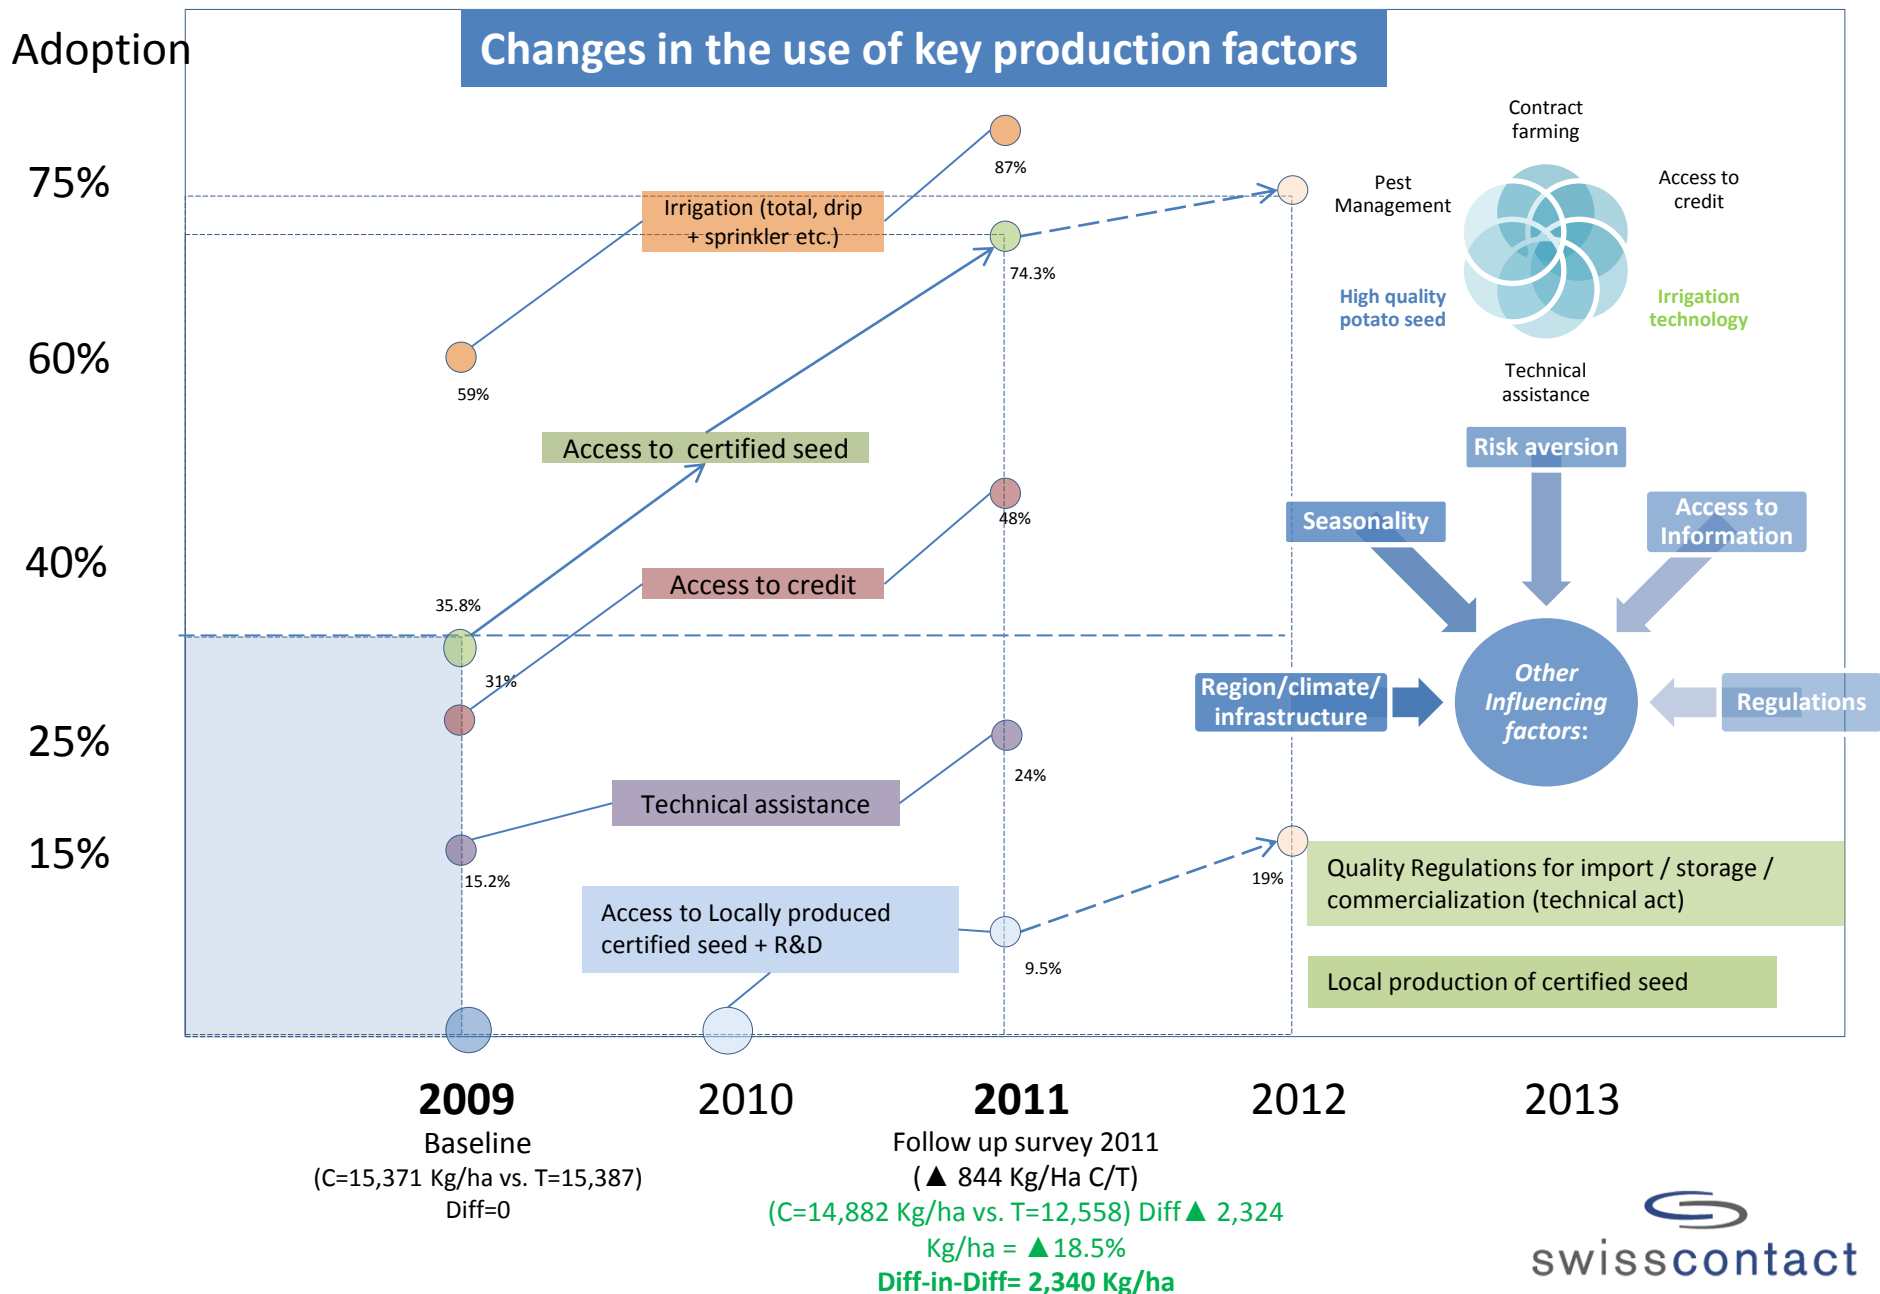 Adoption
Changes in the use of key production factors
75%
60%
40%
25%
15%
Irrigation (total, drip
+ sprinkler etc.)
87%
59%
Access to  certified seed
74.3%
35.8%
Access to credit
48%
31%
Technical assistance
24%
15.2%
Access to Locally produced
certified seed + R&D
9.5%
19%
Contract
farming
Pest
Management
Access to
credit
High quality
potato seed
Irrigation
technology
Technical
assistance
Risk aversion
Seasonality
Access to
Information
Region/climate/
infrastructure
Other
Influencing
factors:
Regulations
Quality Regulations for import / storage /
commercialization (technical act)
Local production of certified seed
2009
2010
2011
2012
2013
Baseline
(C=15,371 Kg/ha vs. T=15,387)
Diff=0
Follow up survey 2011
(▲ 844 Kg/Ha C/T)
(C=14,882 Kg/ha vs. T=12,558) Diff▲ 2,324
Kg/ha = ▲18.5%
Diff-in-Diff= 2,340 Kg/ha
swisscontact